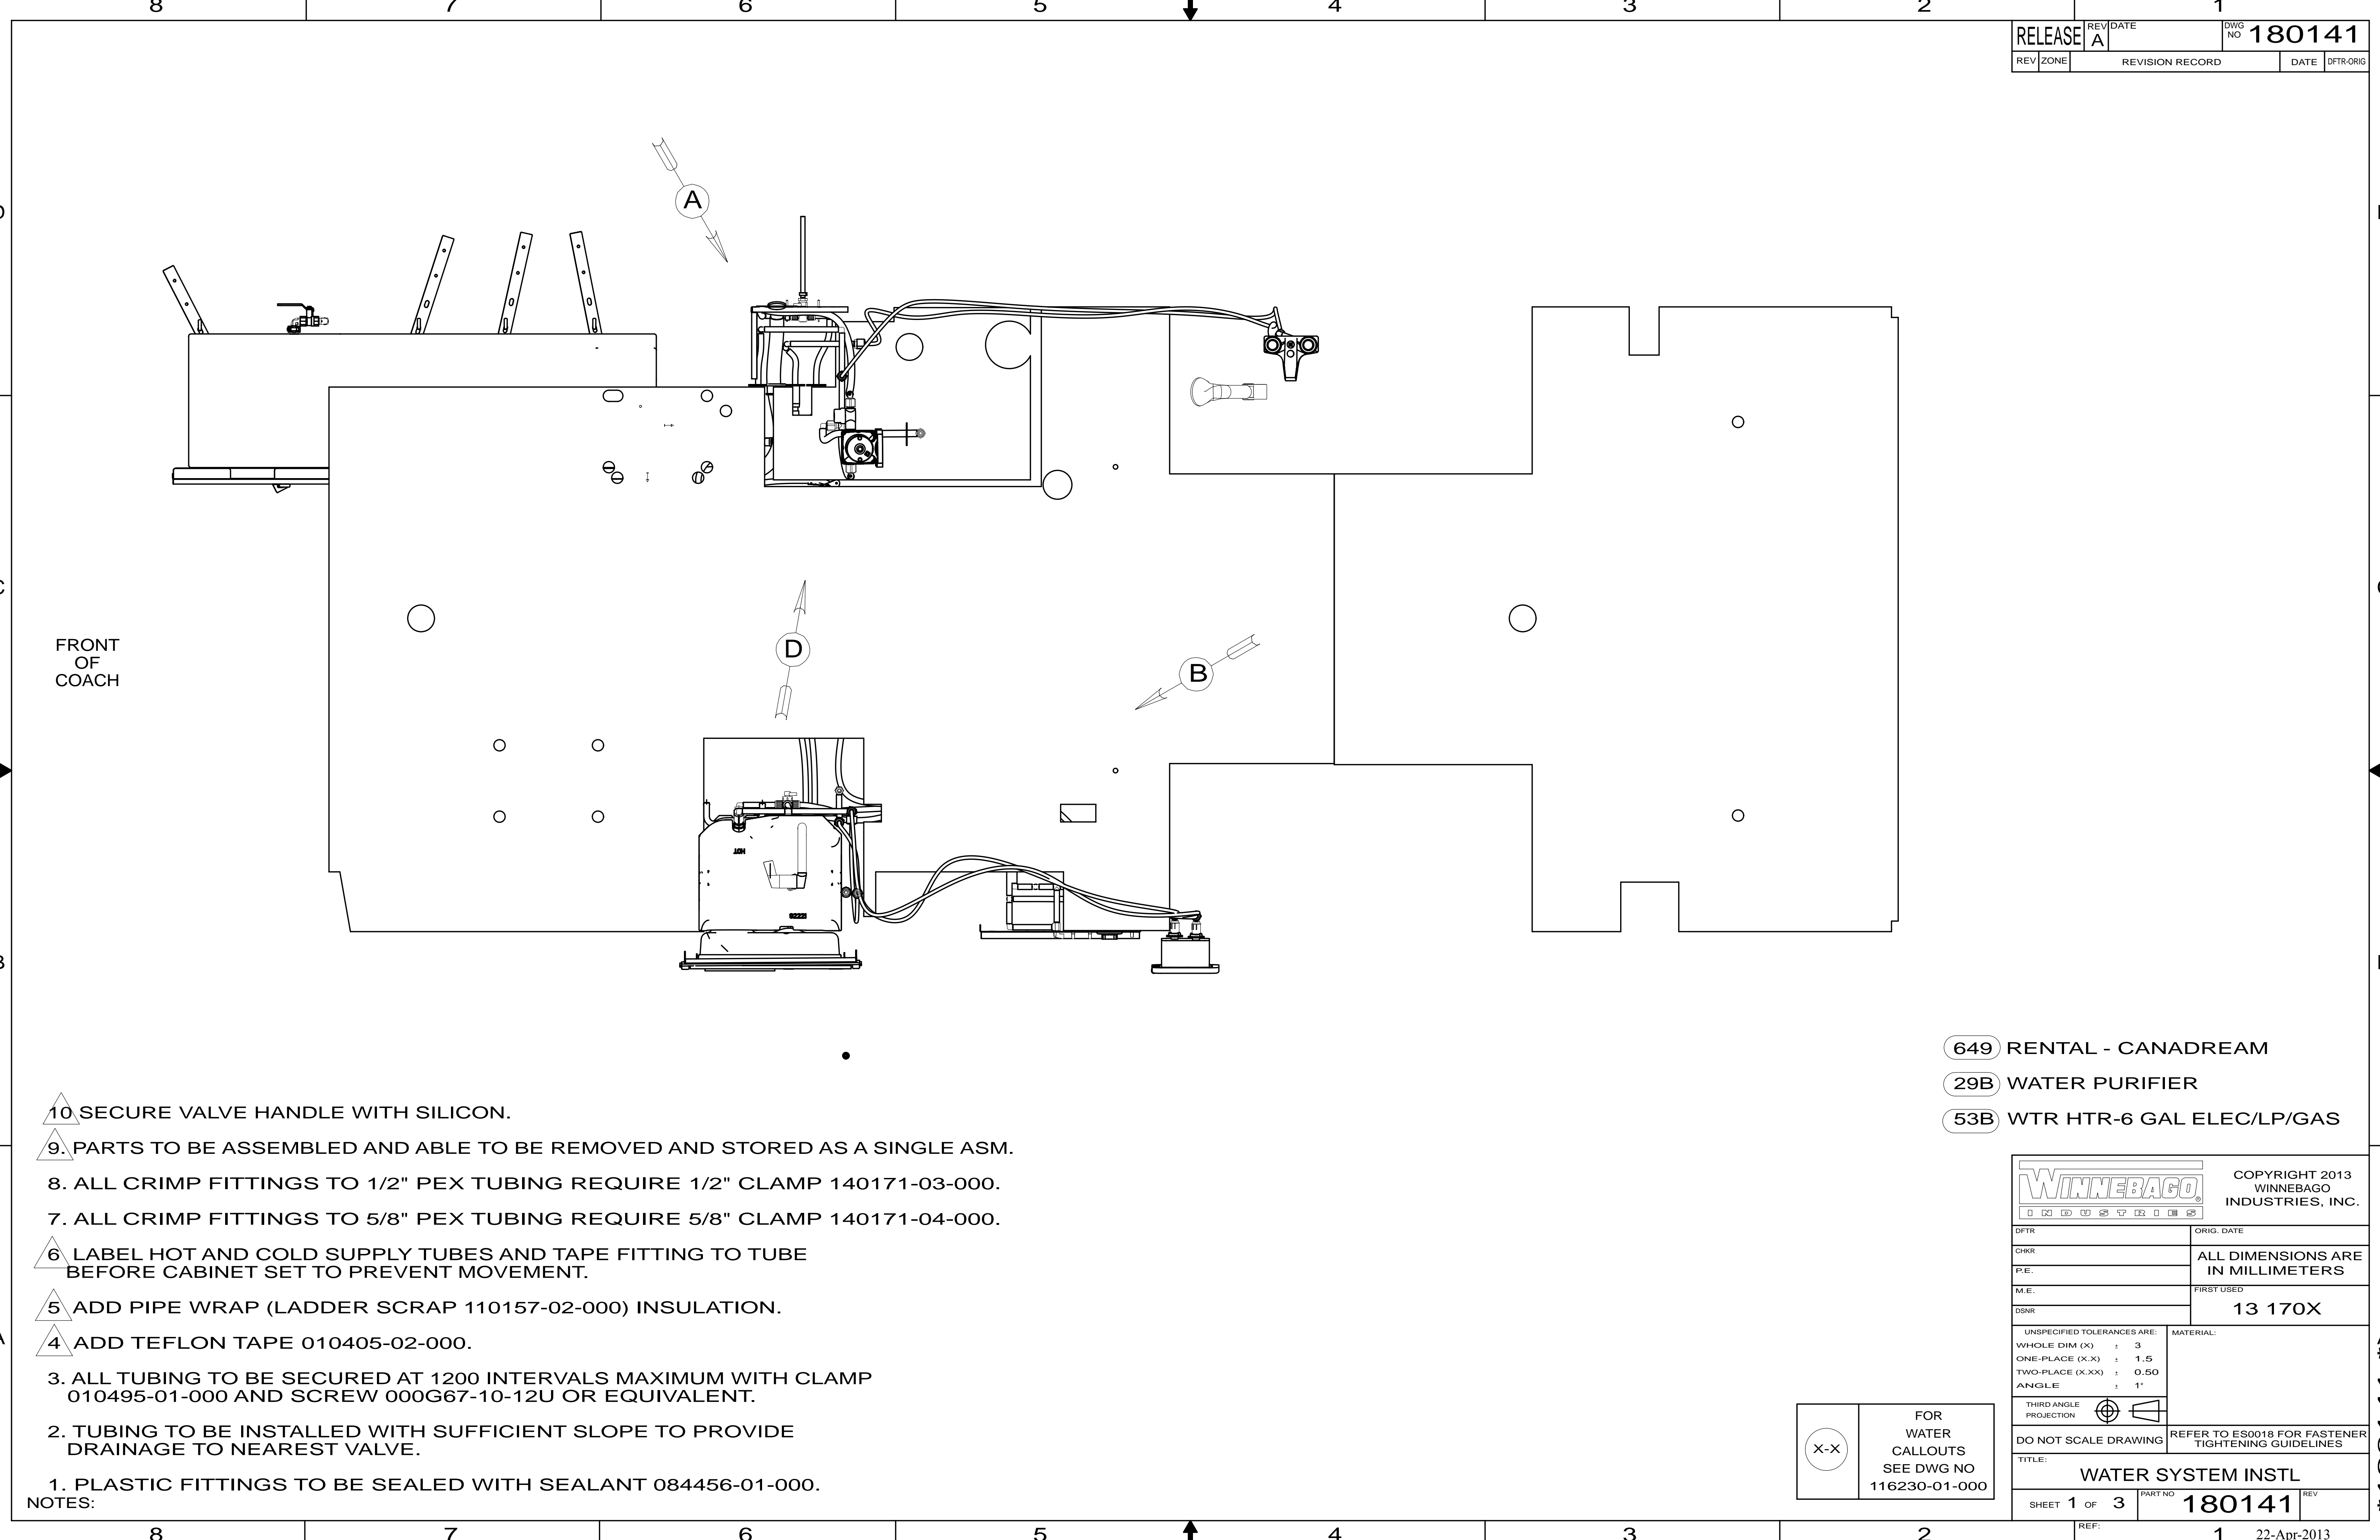 8 7 6 5 4 3 2 1
RELEASE
REV
A
DATE
DWG
NO
180141
REV ZONE REVISION RECORD DATE DFTR-ORIG
A
D
B
C
FRONT
OF
COACH
HOT
649 RENTAL - CANADREAM
29B WATER PURIFIER
53B WTR HTR-6 GAL ELEC/LP/GAS
10 SECURE VALVE HANDLE WITH SILICON.
9. PARTS TO BE ASSEMBLED AND ABLE TO BE REMOVED AND STORED AS A SINGLE ASM.
8. ALL CRIMP FITTINGS TO 1/2" PEX TUBING REQUIRE 1/2" CLAMP 140171-03-000.
7. ALL CRIMP FITTINGS TO 5/8" PEX TUBING REQUIRE 5/8" CLAMP 140171-04-000.
6 LABEL HOT AND COLD SUPPLY TUBES AND TAPE FITTING TO TUBE
BEFORE CABINET SET TO PREVENT MOVEMENT.
5 ADD PIPE WRAP (LADDER SCRAP 110157-02-000) INSULATION.
4 ADD TEFLON TAPE 010405-02-000.
3. ALL TUBING TO BE SECURED AT 1200 INTERVALS MAXIMUM WITH CLAMP
010495-01-000 AND SCREW 000G67-10-12U OR EQUIVALENT.
2. TUBING TO BE INSTALLED WITH SUFFICIENT SLOPE TO PROVIDE
DRAINAGE TO NEAREST VALVE.
1. PLASTIC FITTINGS TO BE SEALED WITH SEALANT 084456-01-000.
NOTES:
X-X
FOR
WATER
CALLOUTS
SEE DWG NO
116230-01-000
WINNEBAGO®
INDUSTRIES
COPYRIGHT 2013
WINNEBAGO
INDUSTRIES, INC.
DFTR
ORIG. DATE
CHKR
ALL DIMENSIONS ARE
IN MILLIMETERS
P.E.
M.E.
FIRST USED
13 170X
DSNR
UNSPECIFIED TOLERANCES ARE:
MATERIAL:
WHOLE DIM (X) ± 3
ONE-PLACE (X.X) ± 1.5
TWO-PLACE (X.XX) ± 0.50
ANGLE ± 1°
THIRD ANGLE
PROJECTION
DO NOT SCALE DRAWING
REFER TO ES0018 FOR FASTENER
TIGHTENING GUIDELINES
TITLE:
WATER SYSTEM INSTL
SHEET 1 OF 3
PART NO
180141
REV
8 7 6 5 4 3 2 1
REF:
22-Apr-2013